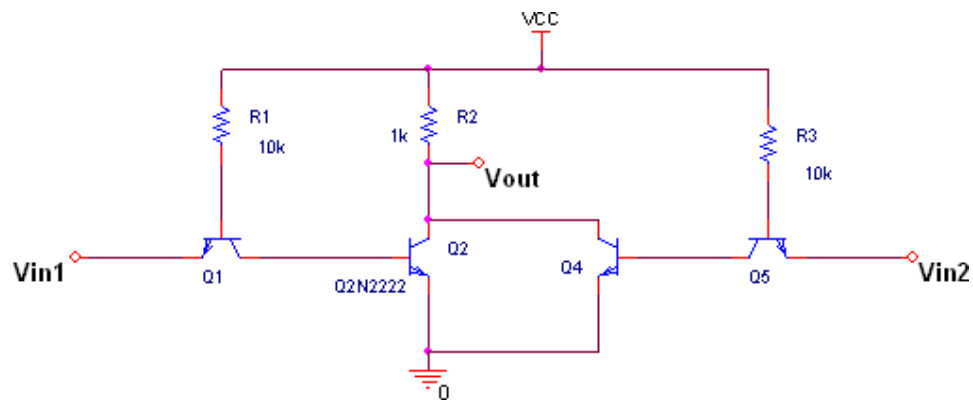 VCC
R1
10k
R2
1k
R3
10k
Vout
Vin1
Q1
Q2
Q2N2222
Q4
Q5
Vin2
0